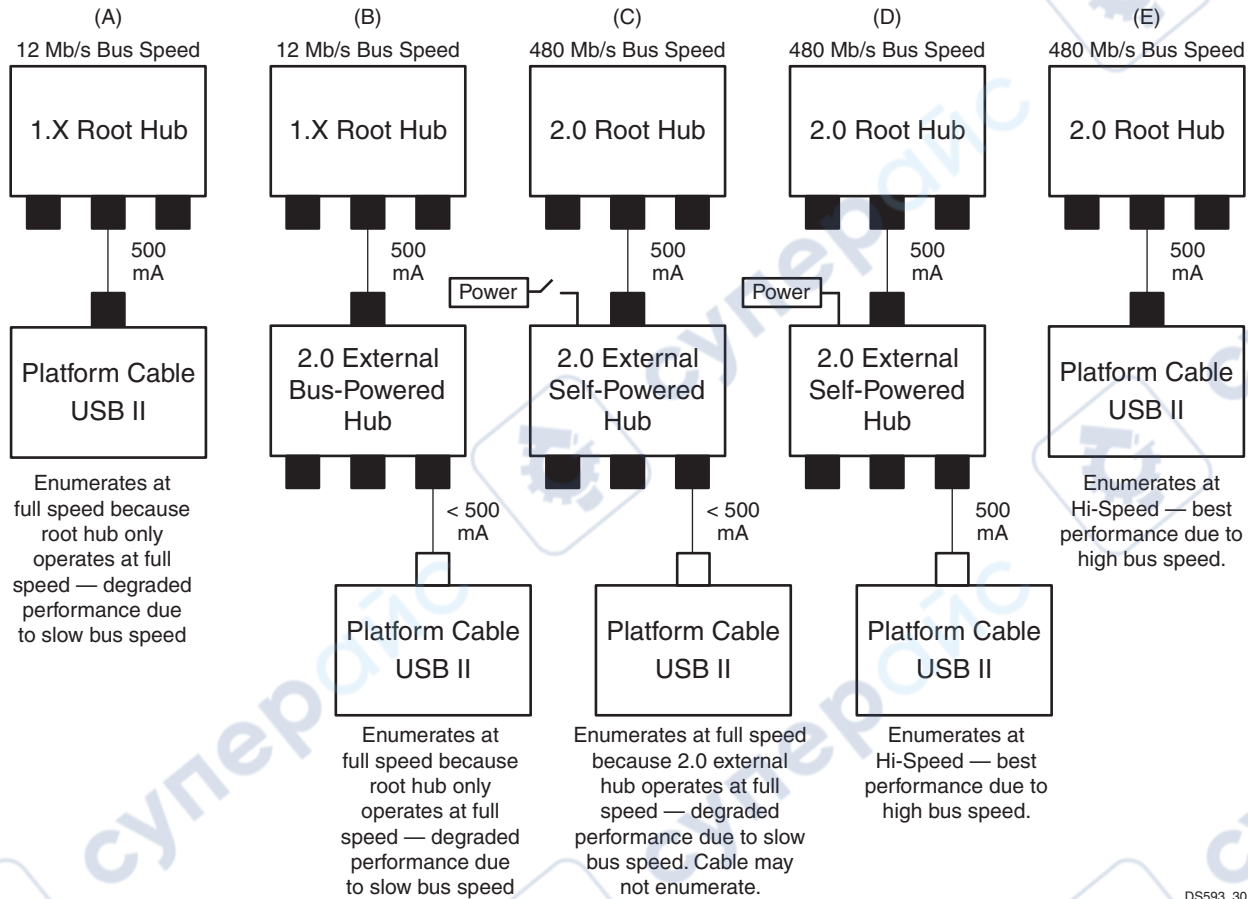 (A)
12 Mb/s Bus Speed
1.X Root Hub
500
mA
Platform Cable
USB II
Enumerates at
full speed because
root hub only
operates at full
speed — degraded
performance due
to slow bus speed
(B)
12 Mb/s Bus Speed
1.X Root Hub
500
mA
2.0 External
Bus-Powered
Hub
< 500
mA
Platform Cable
USB II
Enumerates at
full speed because
root hub only
operates at full
speed — degraded
performance due
to slow bus speed
(C)
480 Mb/s Bus Speed
2.0 Root Hub
500
mA
Power
2.0 External
Self-Powered
Hub
< 500
mA
Platform Cable
USB II
Enumerates at full speed
because 2.0 external
hub operates at full
speed — degraded
performance due to slow
bus speed. Cable may
not enumerate.
(D)
480 Mb/s Bus Speed
2.0 Root Hub
500
mA
Power
2.0 External
Self-Powered
Hub
500
mA
Platform Cable
USB II
Enumerates at
Hi-Speed — best
performance due to
high bus speed.
(E)
480 Mb/s Bus Speed
2.0 Root Hub
500
mA
Platform Cable
USB II
Enumerates at
Hi-Speed — best
performance due to
high bus speed.
суперайс
суперайс
DS593_30